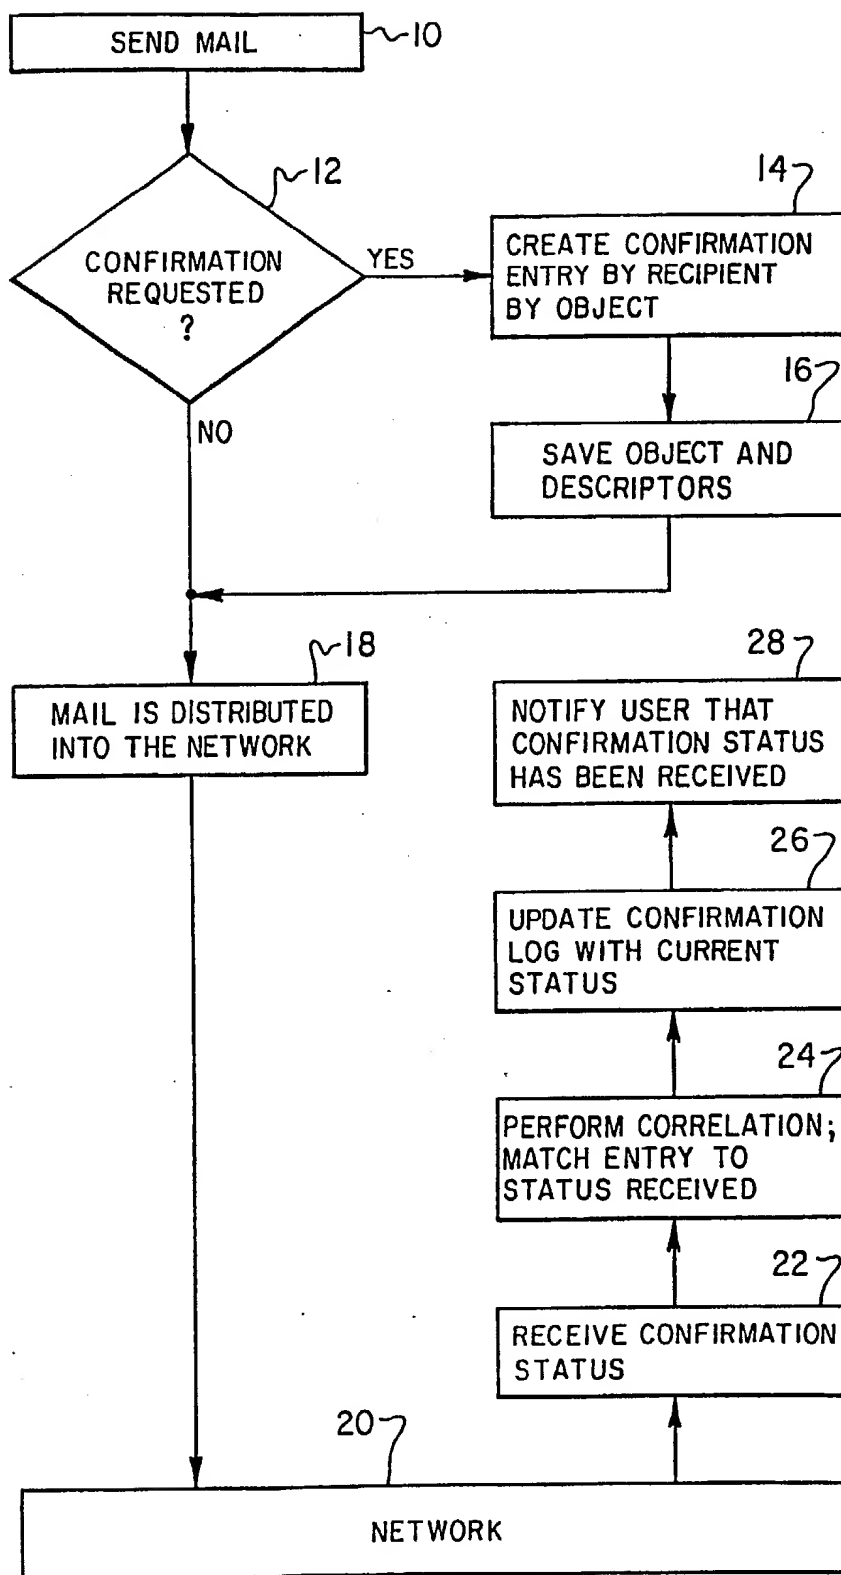 SEND MAIL
10
12
CONFIRMATION
REQUESTED
?
YES
NO
14
CREATE CONFIRMATION
ENTRY BY RECIPIENT
BY OBJECT
16
SAVE OBJECT AND
DESCRIPTORS
18
MAIL IS DISTRIBUTED
INTO THE NETWORK
28
NOTIFY USER THAT
CONFIRMATION STATUS
HAS BEEN RECEIVED
26
UPDATE CONFIRMATION
LOG WITH CURRENT
STATUS
24
PERFORM CORRELATION;
MATCH ENTRY TO
STATUS RECEIVED
22
RECEIVE CONFIRMATION
STATUS
20
NETWORK